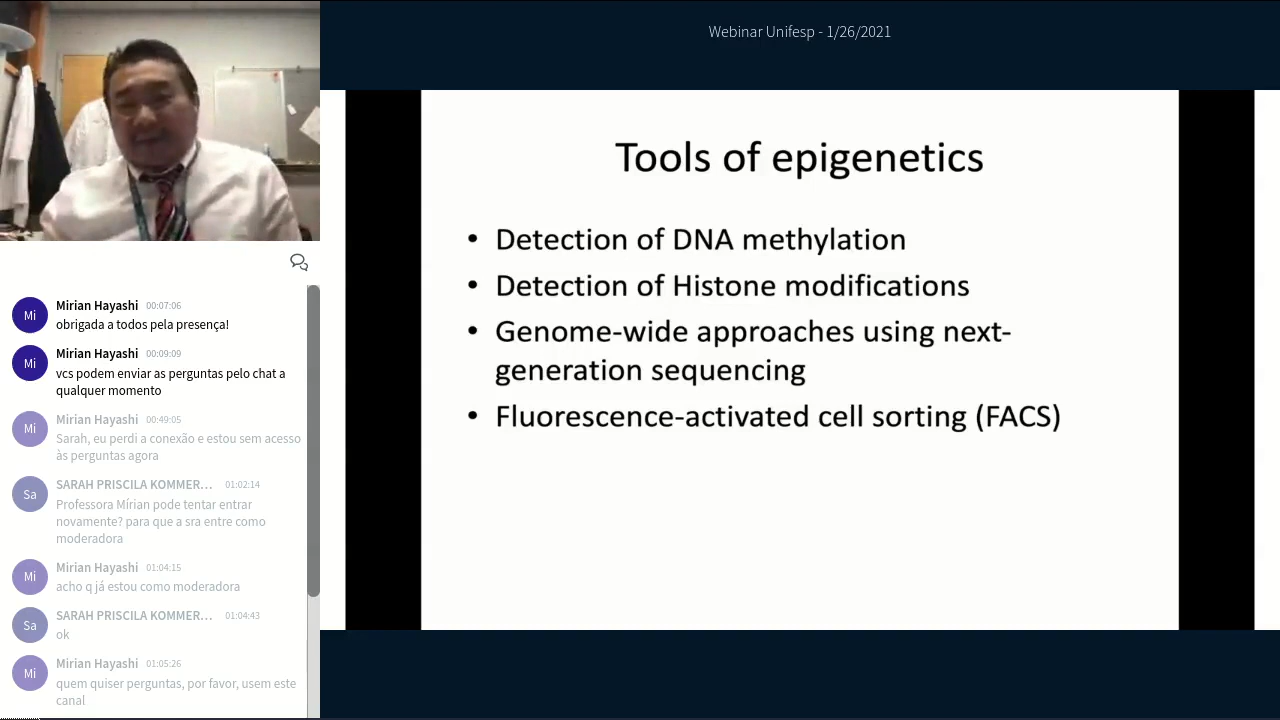 Webinar Unifesp - 1/26/2021
Tools of epigenetics
• Detection of DNA methylation
• Detection of Histone modifications
• Genome-wide approaches using next-
generation sequencing
• Fluorescence-activated cell sorting (FACS)
Mi
Mirian Hayashi 00:07:06
obrigada a todos pela presença!
Mi
Mirian Hayashi 00:09:09
vcs podem enviar as perguntas pelo chat a
qualquer momento
Mi
Mirian Hayashi 00:49:05
Sarah, eu perdi a conexão e estou sem acesso
às perguntas agora
Sa
SARAH PRISCILA KOMMER... 01:02:14
Professora Mírian pode tentar entrar
novamente? para que a sra entre como
moderadora
Mi
Mirian Hayashi 01:04:15
acho q já estou como moderadora
Sa
SARAH PRISCILA KOMMER... 01:04:43
ok
Mi
Mirian Hayashi 01:05:26
quem quiser perguntas, por favor, usem este
canal